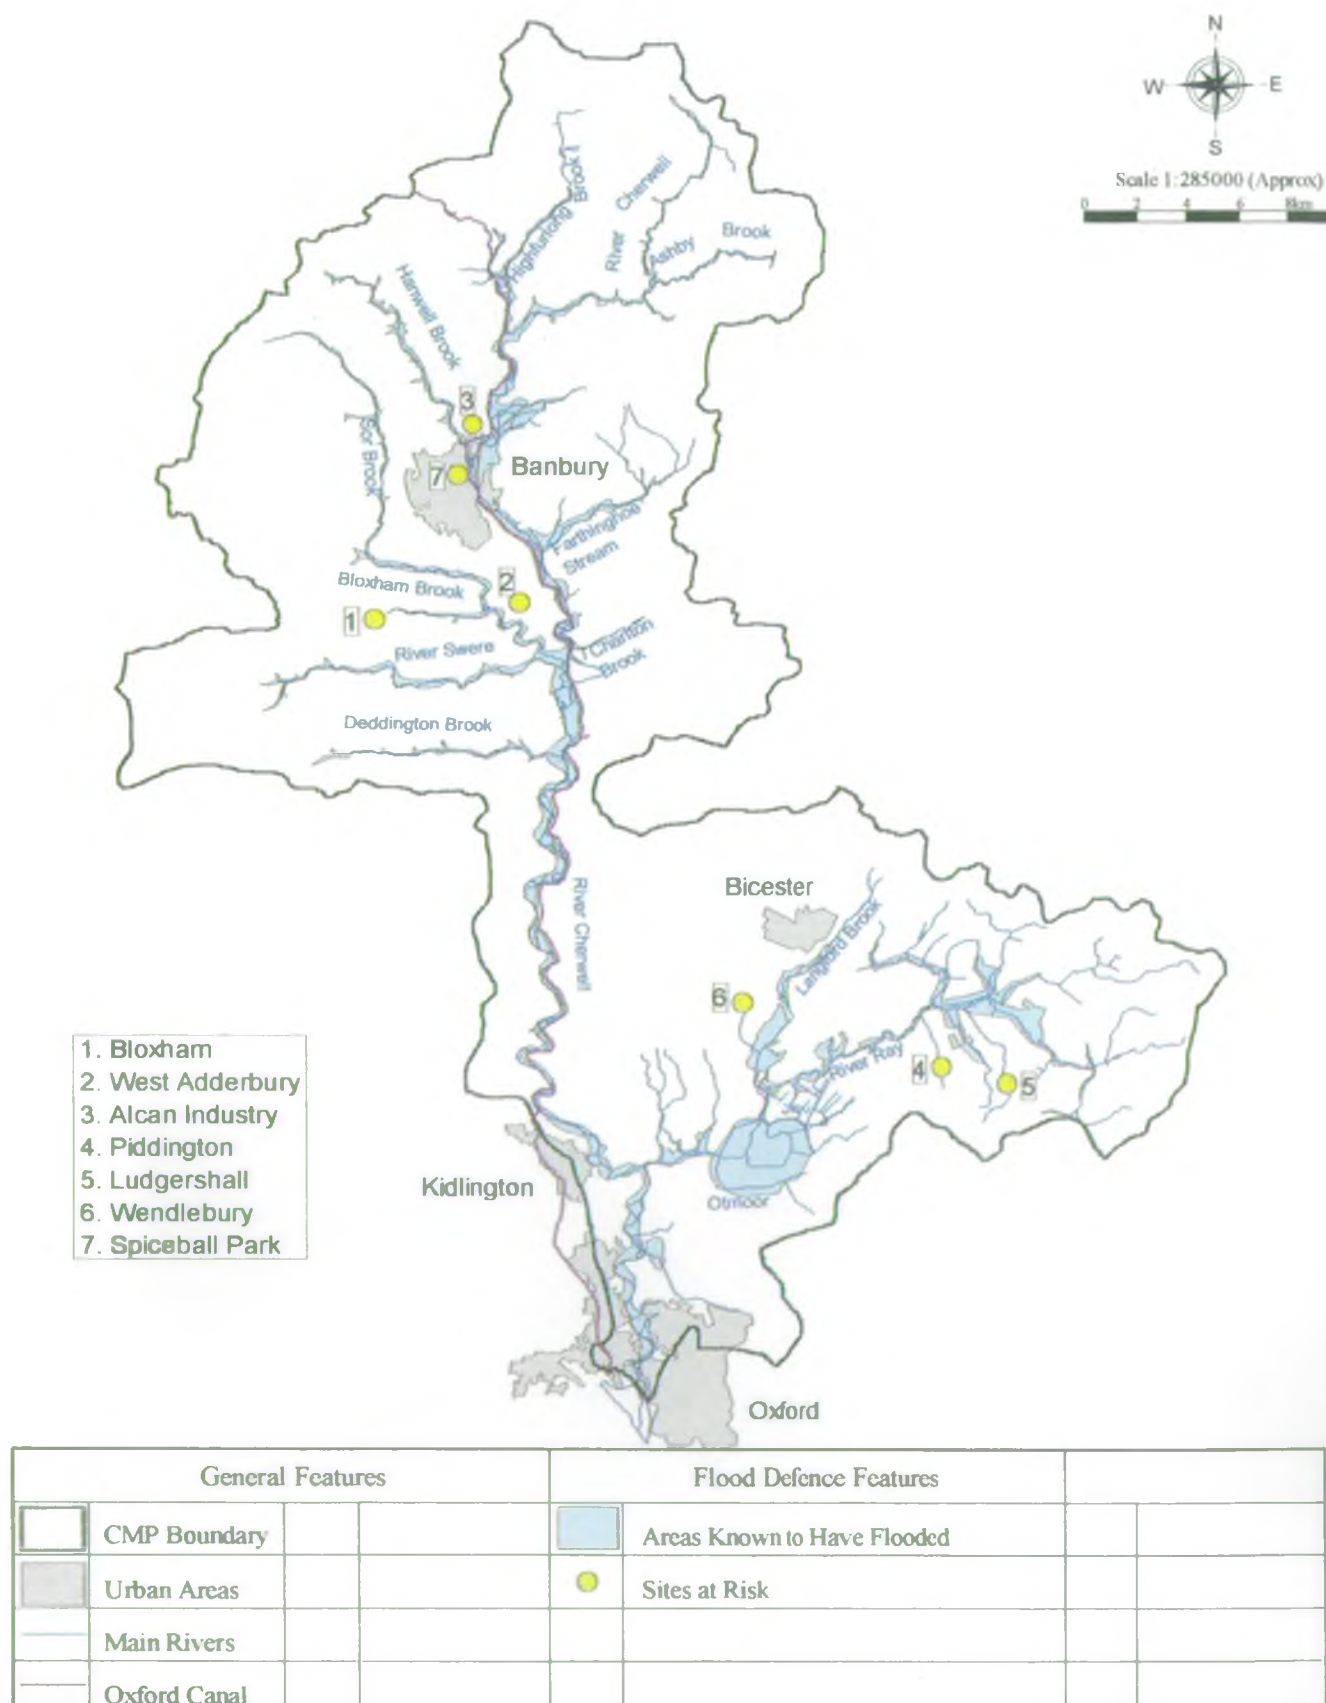 N
W E
S
Scale 1:285000 (Approx)
0 2 4 6 8km
Highfurlong Brook
River Cherwell
Ashby Brook
Hanwell Brook
3
Sor Brook
7
Banbury
Farthinghoe
Stream
Bloxham Brook
2
1
Charlton
Brook
River Swere
Deddington Brook
River Cherwell
Bicester
Langford Brook
6
River Ray
4
5
1. Bloxham
2. West Adderbury
3. Alcan Industry
4. Piddington
5. Ludgershall
6. Wendlebury
7. Spiceball Park
Kidlington
Otmoor
Oxford
General Features Flood Defence Features
CMP Boundary Areas Known to Have Flooded
Urban Areas Sites at Risk
Main Rivers
Oxford Canal